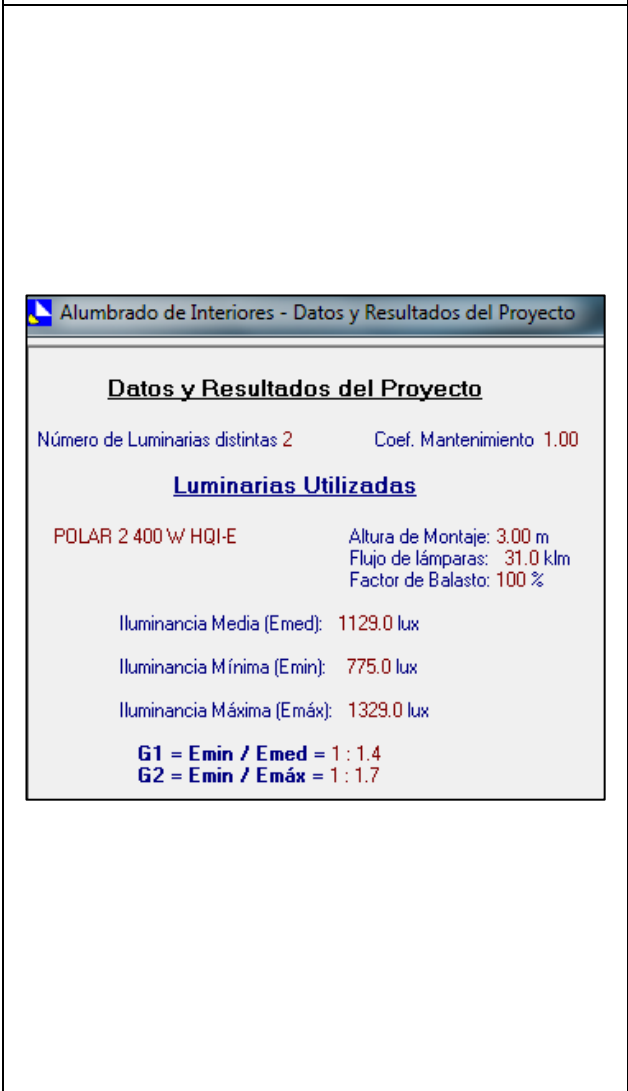 Alumbrado de Interiores - Datos y Resultados del Proyecto
Datos y Resultados del Proyecto
Número de Luminarias distintas 2 Coef. Mantenimiento 1.00
Luminarias Utilizadas
POLAR 2 400 W HQI-E Altura de Montaje: 3.00 m
Flujo de lámparas: 31.0 klm
Factor de Balasto: 100 %
Iluminancia Media (Emed): 1129.0 lux
Iluminancia Mínima (Emin): 775.0 lux
Iluminancia Máxima (Emáx): 1329.0 lux
G1 = Emin / Emed = 1 : 1.4
G2 = Emin / Emáx = 1 : 1.7